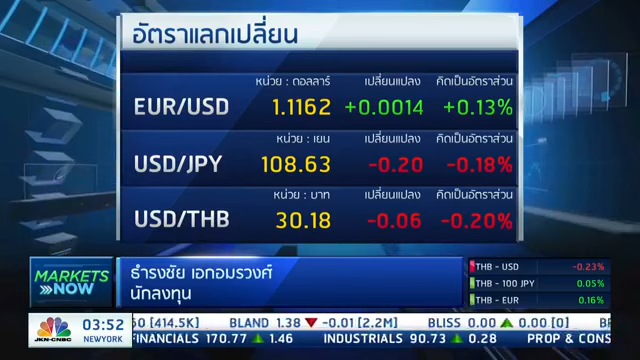 อัตราแลกเปลี่ยน
หน่วย : ดอลลาร์ เปลี่ยนแปลง คิดเป็นอัตราส่วน
EUR/USD 1.1162 +0.0014 +0.13%
หน่วย : เยน เปลี่ยนแปลง คิดเป็นอัตราส่วน
USD/JPY 108.63 -0.20 -0.18%
หน่วย : บาท เปลี่ยนแปลง คิดเป็นอัตราส่วน
USD/THB 30.18 -0.06 -0.20%
MARKETS NOW
ธำรงชัย เอกอมรวงศ์
นักลงทุน
THB - USD -0.23%
THB - 100 JPY 0.05%
THB - EUR 0.16%
JKN-CNBC
03:52
NEWYORK
50 [414.5K] BLAND 1.38 ▼ -0.01 [2.2M] BLISS 0.00 ▲ 0.00 [0]
FINANCIALS 170.77 ▲ 1.46 INDUSTRIALS 90.73 ▲ 0.28 PROP & CONS